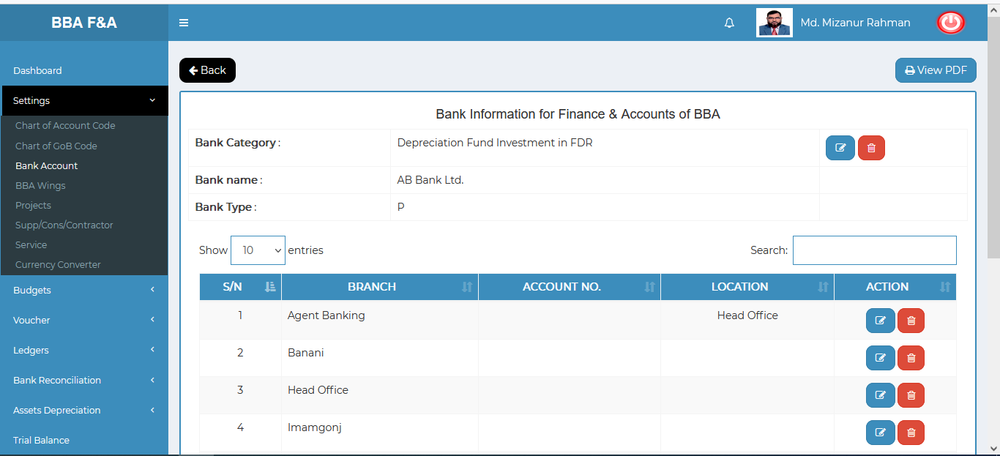 BBA F&A
Md. Mizanur Rahman
Dashboard
Settings
Chart of Account Code
Chart of GoB Code
Bank Account
BBA Wings
Projects
Supp/Cons/Contractor
Service
Currency Converter
Budgets
Voucher
Ledgers
Bank Reconciliation
Assets Depreciation
Trial Balance
Back
View PDF
Bank Information for Finance & Accounts of BBA
Bank Category : Depreciation Fund Investment in FDR
Bank name : AB Bank Ltd.
Bank Type : P
Show 10 entries Search:
S/N BRANCH ACCOUNT NO. LOCATION ACTION
1 Agent Banking Head Office
2 Banani
3 Head Office
4 Imamgonj